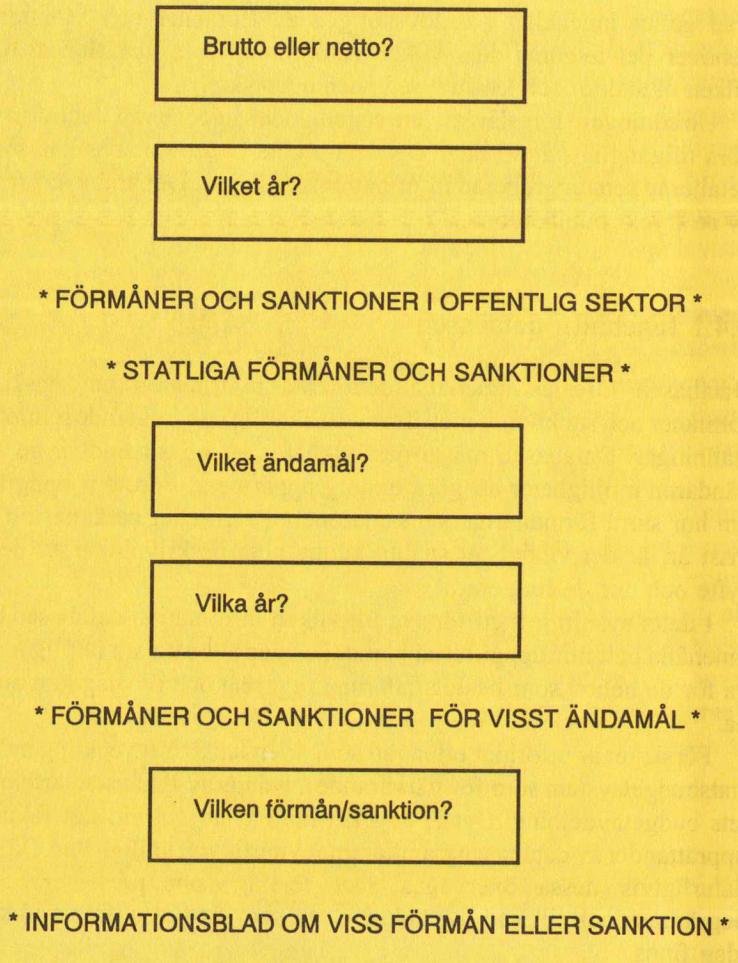 Brutto eller netto?
Vilket år?
* FÖRMÅNER OCH SANKTIONER I OFFENTLIG SEKTOR *
* STATLIGA FÖRMÅNER OCH SANKTIONER *
Vilket ändamål?
Vilka år?
* FÖRMÅNER OCH SANKTIONER FÖR VISST ÄNDAMÅL *
Vilken förmån/sanktion?
* INFORMATIONSBLAD OM VISS FÖRMÅN ELLER SANKTION *